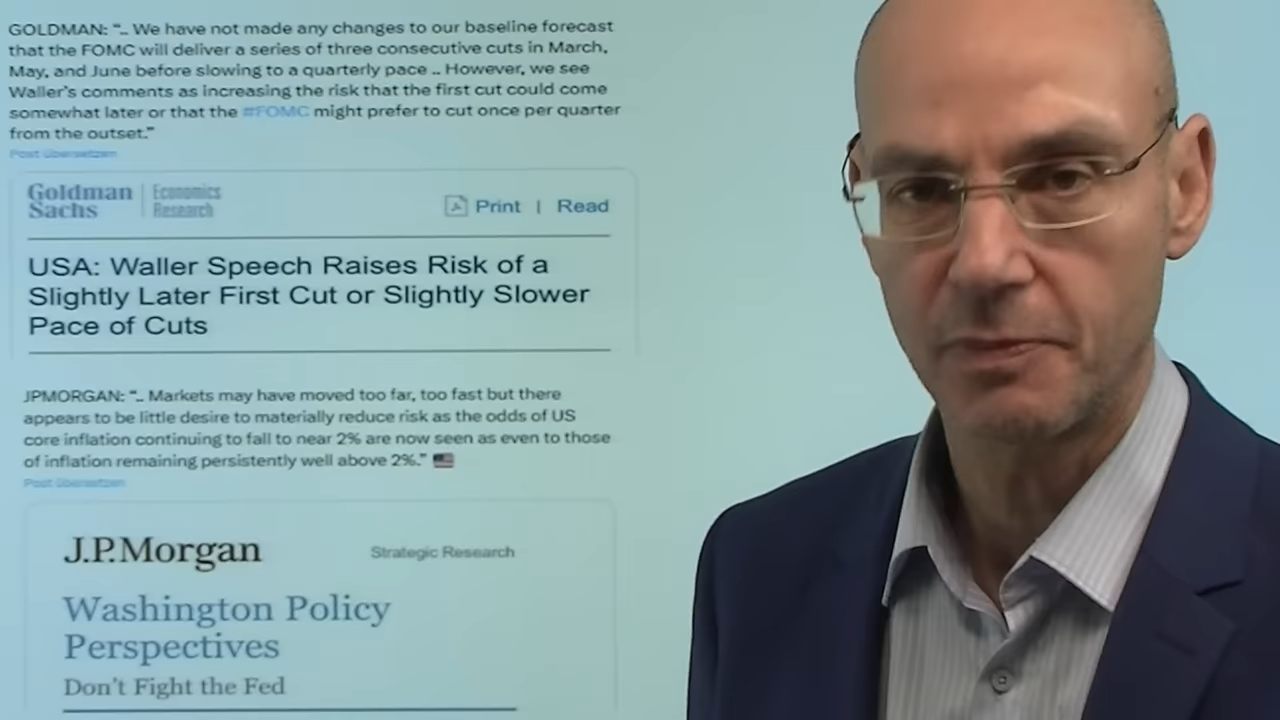 GOLDMAN: “.. We have not made any changes to our baseline forecast
that the FOMC will deliver a series of three consecutive cuts in March,
May, and June before slowing to a quarterly pace .. However, we see
Waller’s comments as increasing the risk that the first cut could come
somewhat later or that the #FOMC might prefer to cut once per quarter
from the outset.”
Post übersetzen
Goldman Sachs | Economics Research
Print | Read
USA: Waller Speech Raises Risk of a
Slightly Later First Cut or Slightly Slower
Pace of Cuts
JPMORGAN: “.. Markets may have moved too far, too fast but there
appears to be little desire to materially reduce risk as the odds of US
core inflation continuing to fall to near 2% are now seen as even to those
of inflation remaining persistently well above 2%.” 🇺🇸
Post übersetzen
J.P.Morgan
Strategic Research
Washington Policy
Perspectives
Don’t Fight the Fed